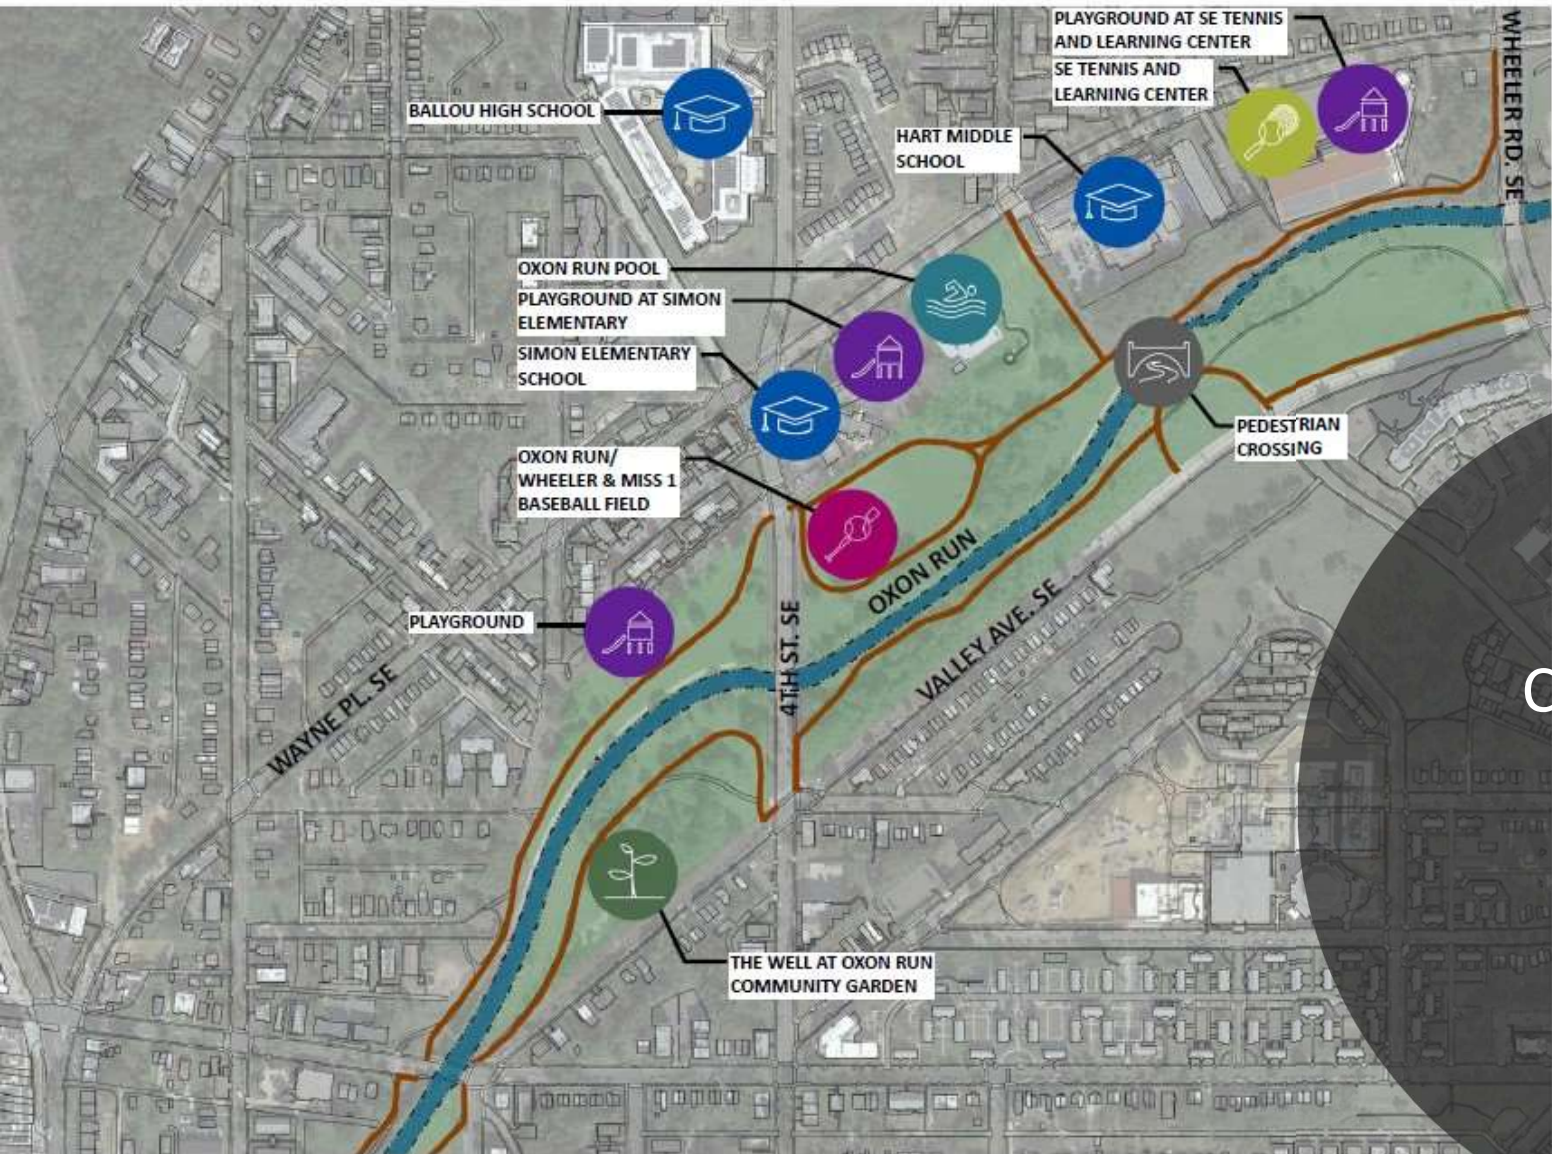 PLAYGROUND AT SE TENNIS
AND LEARNING CENTER
SE TENNIS AND
LEARNING CENTER
WHEELER RD. SE
BALLOU HIGH SCHOOL
HART MIDDLE
SCHOOL
OXON RUN POOL
PLAYGROUND AT SIMON
ELEMENTARY
SIMON ELEMENTARY
SCHOOL
PEDESTRIAN
CROSSING
OXON RUN/
WHEELER & MISS 1
BASEBALL FIELD
OXON RUN
PLAYGROUND
4TH ST. SE
VALLEY AVE. SE
WAYNE PL. SE
THE WELL AT OXON RUN
COMMUNITY GARDEN